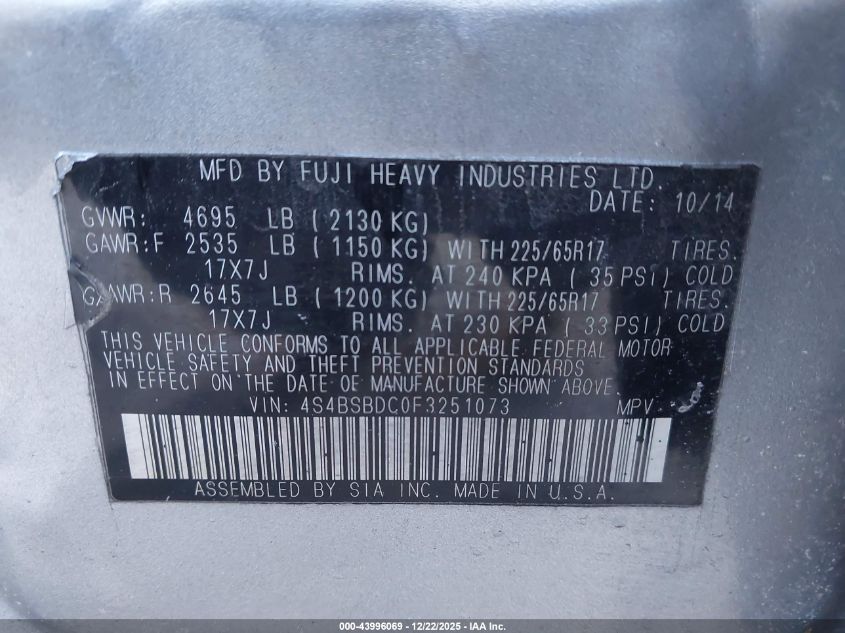 MFD BY FUJI HEAVY INDUSTRIES LTD.
DATE: 10/14
GVWR: 4695 LB (2130 KG)
GAWR:F 2535 LB (1150 KG) WITH 225/65R17 TIRES.
17X7J RIMS. AT 240 KPA (35 PSI) COLD
GAWR:R 2645 LB (1200 KG) WITH 225/65R17 TIRES.
17X7J RIMS. AT 230 KPA (33 PSI) COLD
THIS VEHICLE CONFORMS TO ALL APPLICABLE FEDERAL MOTOR
VEHICLE SAFETY AND THEFT PREVENTION STANDARDS
IN EFFECT ON THE DATE OF MANUFACTURE SHOWN ABOVE.
VIN: 4S4BSBDC0F3251073 MPV
ASSEMBLED BY SIA INC. MADE IN U.S.A.
000-43996069 - 12/22/2025 - IAA Inc.